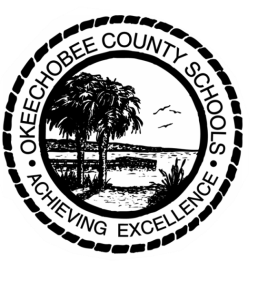 OKEECHOBEE COUNTY SCHOOLS
• ACHIEVING EXCELLENCE •